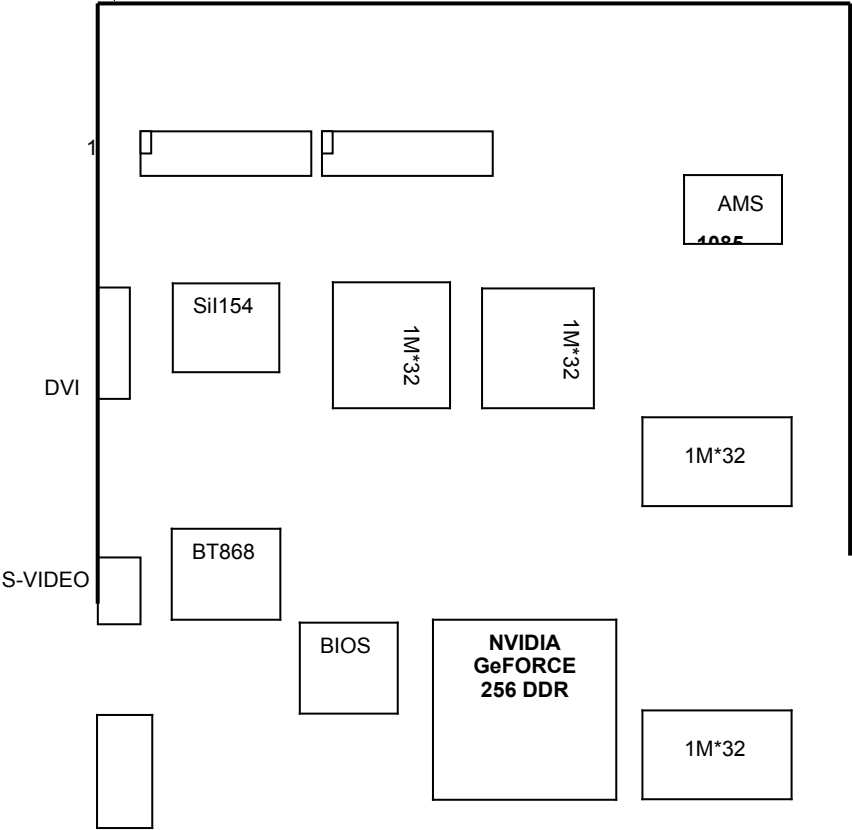 1
AMS
1085
SiI154
1M*32
1M*32
DVI
1M*32
BT868
S-VIDEO
BIOS
NVIDIA
GeFORCE
256 DDR
1M*32